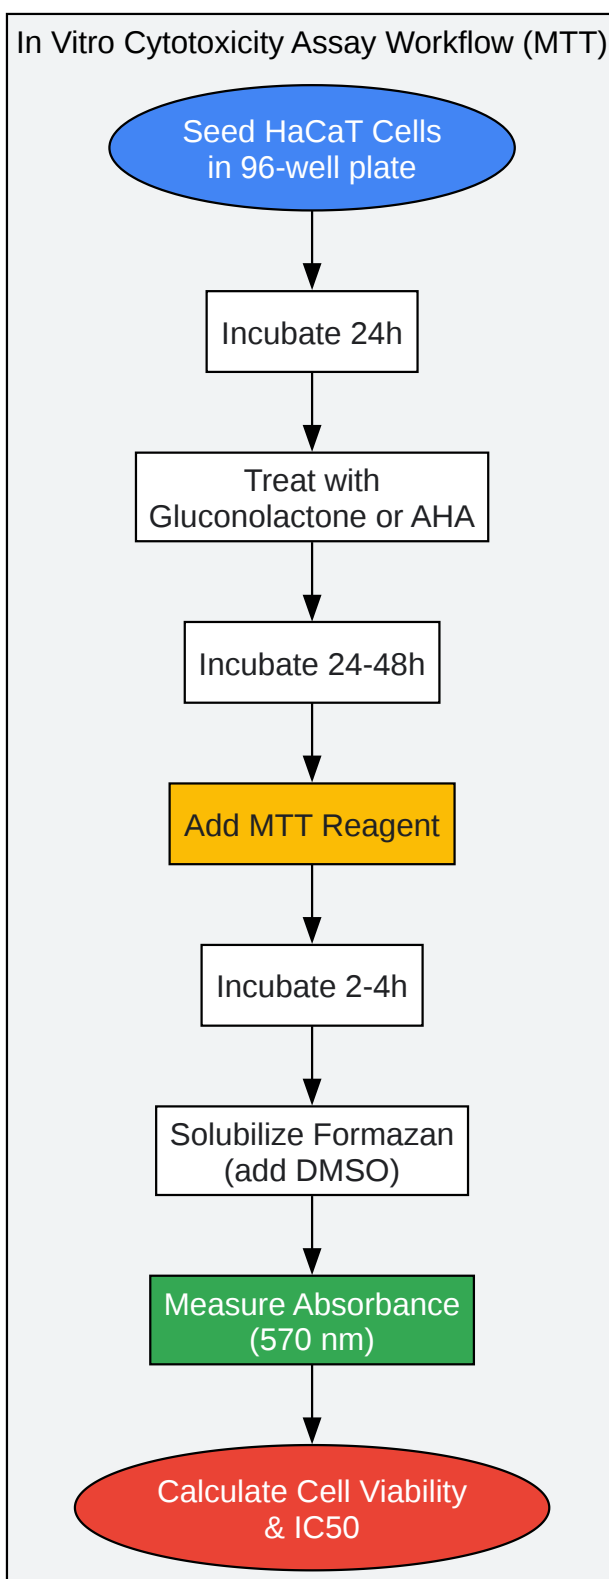 In Vitro Cytotoxicity Assay Workflow (MTT)
Seed HaCaT Cells
in 96-well plate
Incubate 24h
Treat with
Gluconolactone or AHA
Incubate 24-48h
Add MTT Reagent
Incubate 2-4h
Solubilize Formazan
(add DMSO)
Measure Absorbance
(570 nm)
Calculate Cell Viability
& IC50